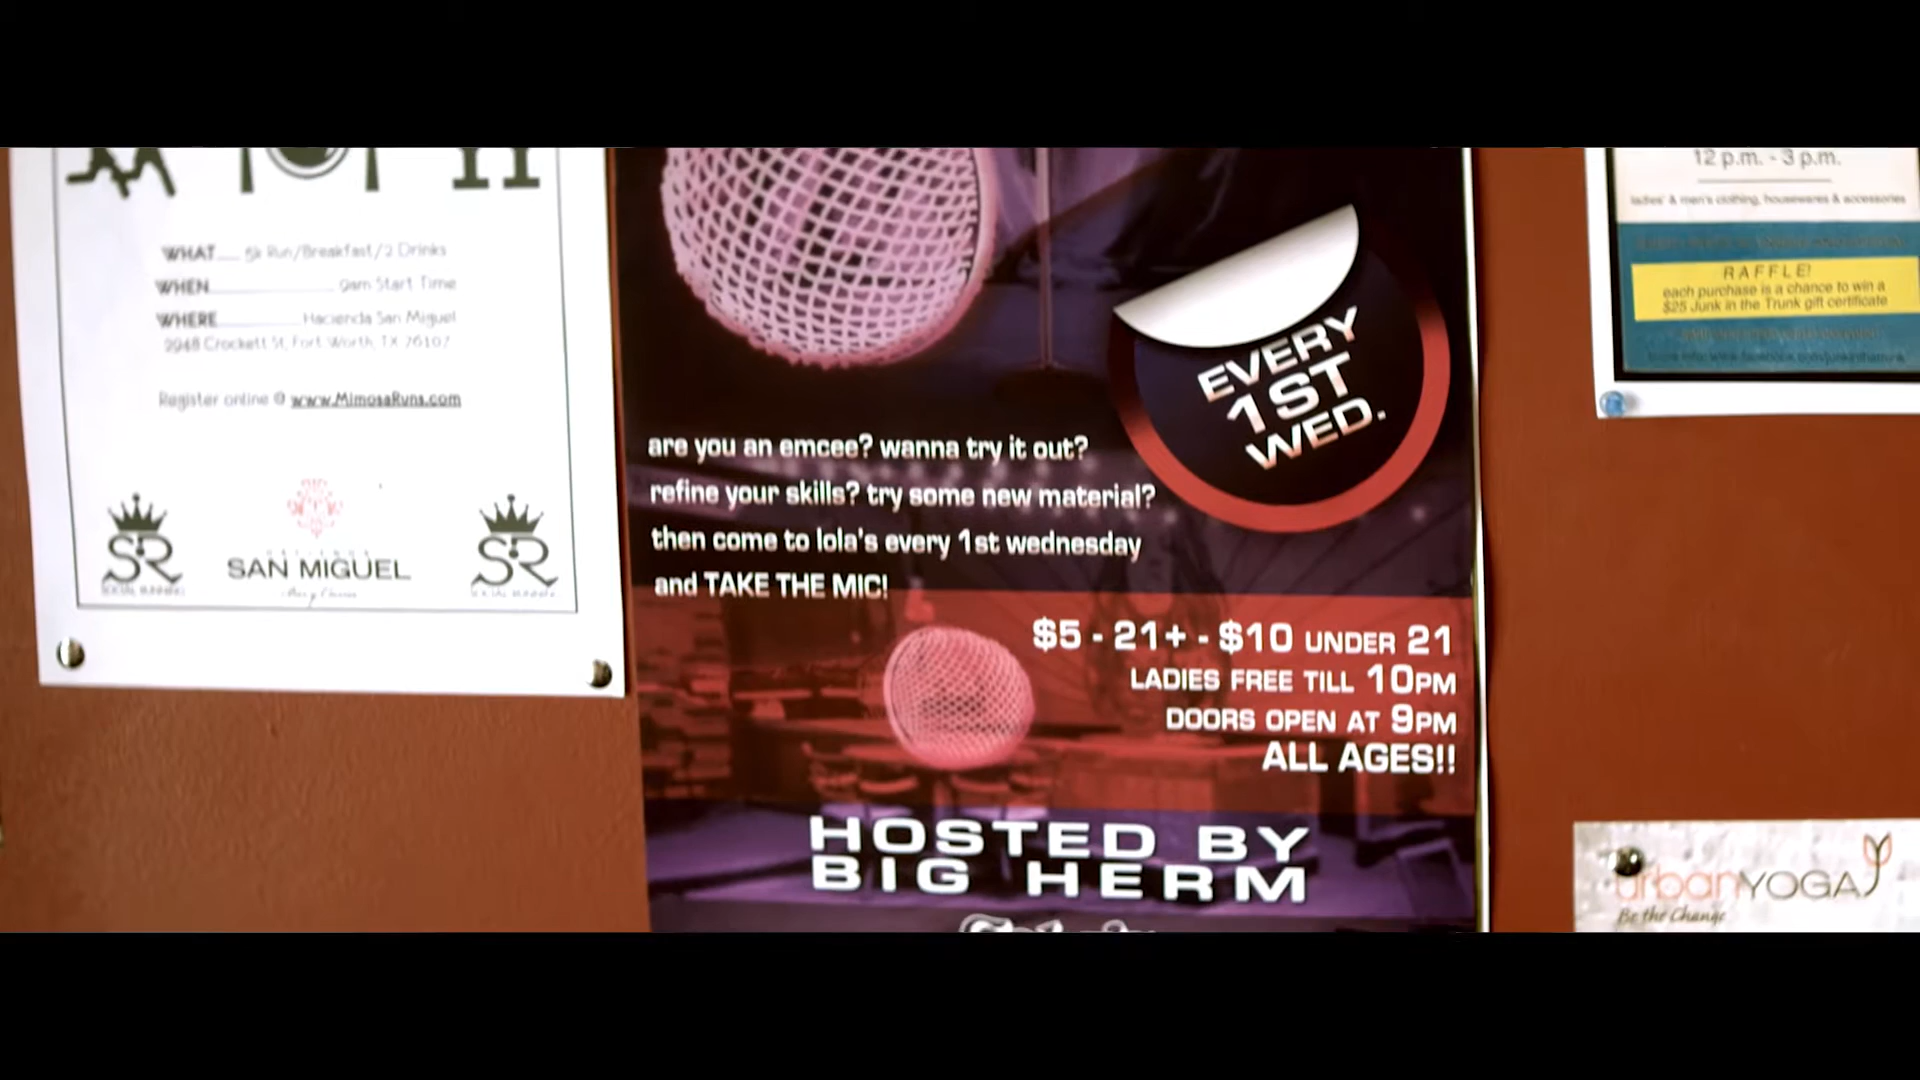 WHAT 5k Run/Breakfast/2 Drinks
WHEN 9am Start Time
WHERE Hacienda San Miguel
2948 Crockett St, Fort Worth, TX 76107
Register online @ www.MimosaRuns.com
SR
SAN MIGUEL
SR
EVERY
1ST
WED.
are you an emcee? wanna try it out?
refine your skills? try some new material?
then come to lola's every 1st wednesday
and TAKE THE MIC!
$5 - 21+ - $10 UNDER 21
LADIES FREE TILL 10PM
DOORS OPEN AT 9PM
ALL AGES!!
HOSTED BY
BIG HERM
12 p.m. - 3 p.m.
ladies' & men's clothing, housewares & accessories
RAFFLE!
each purchase is a chance to win a
$25 Junk in the Trunk gift certificate
urbanYOGA
Be the Change